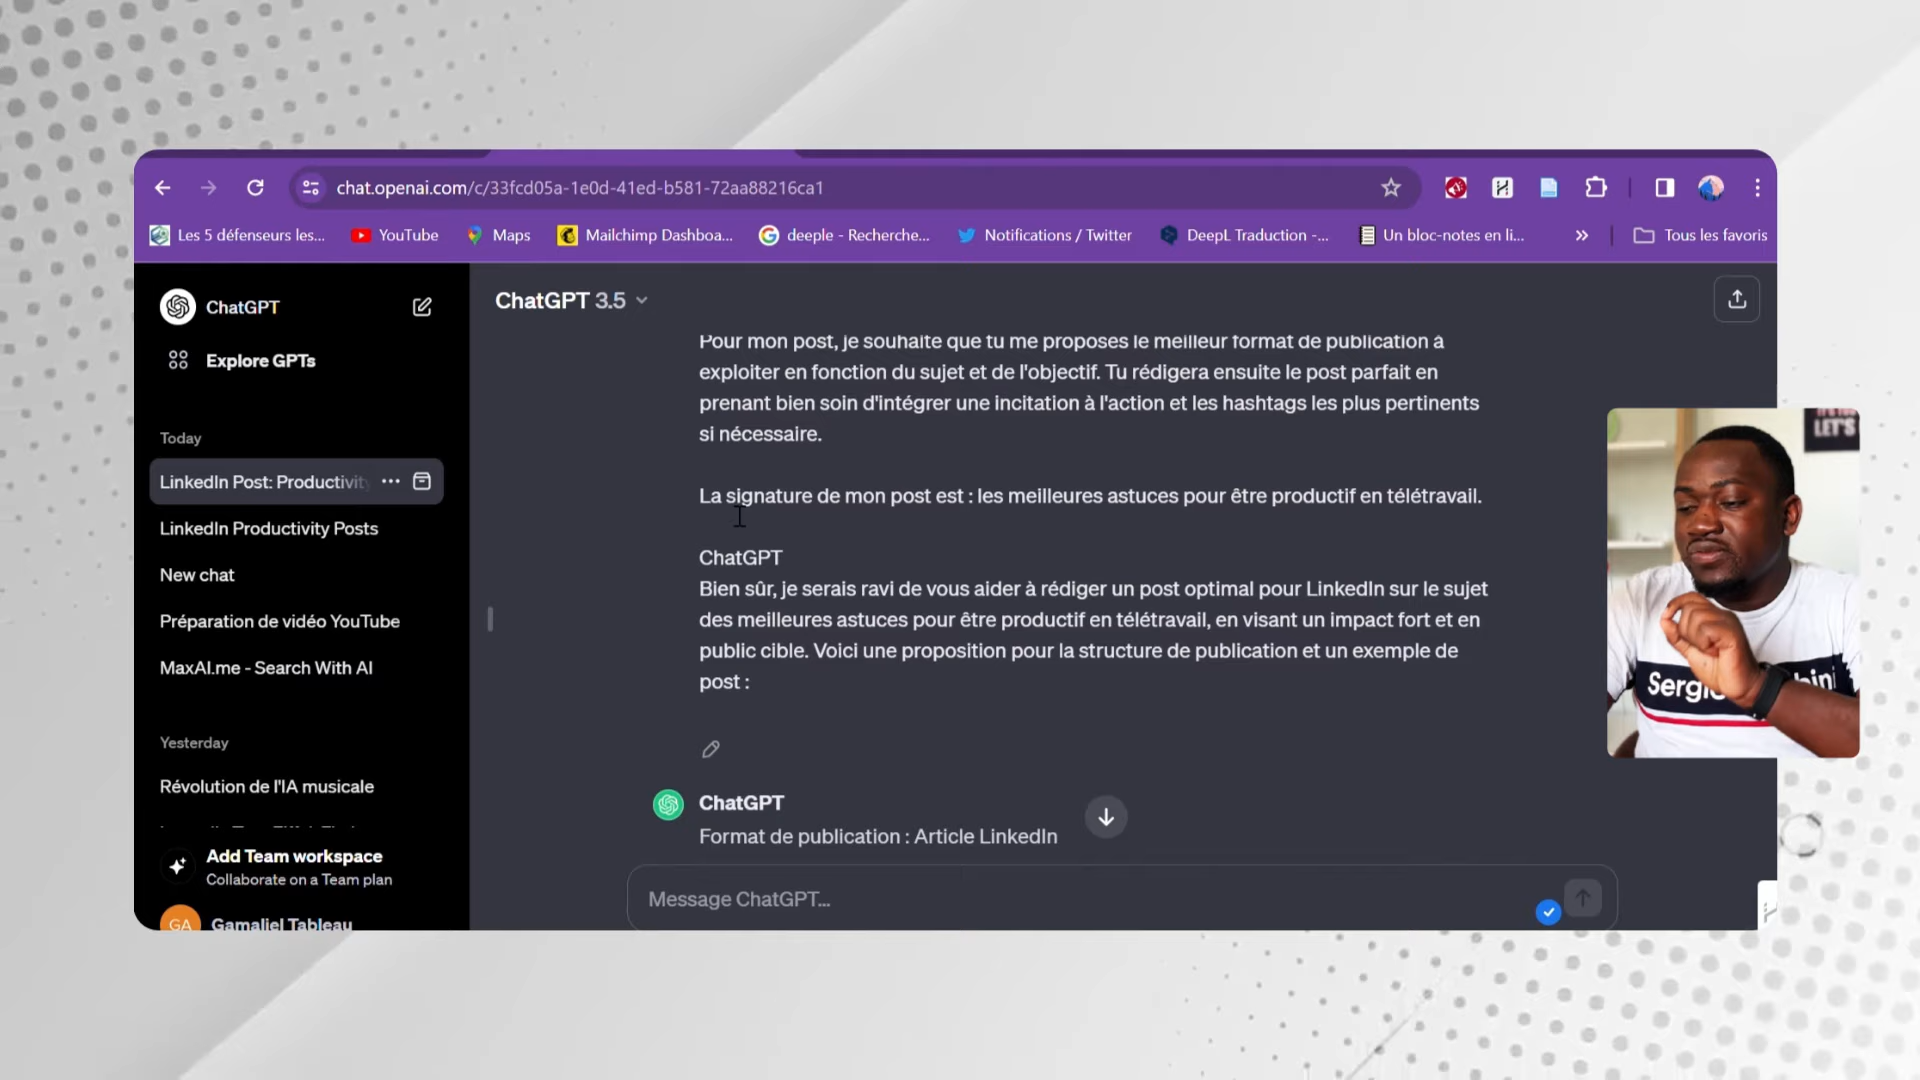 chat.openai.com/c/33fcd05a-1e0d-41ed-b581-72aa88216ca1
Les 5 défenseurs les...
YouTube
Maps
Mailchimp Dashboa...
deeple - Recherche...
Notifications / Twitter
DeepL Traduction -...
Un bloc-notes en li...
Tous les favoris
ChatGPT
Explore GPTs
Today
LinkedIn Post: Productivity
LinkedIn Productivity Posts
New chat
Préparation de vidéo YouTube
MaxAI.me - Search With AI
Yesterday
Révolution de l'IA musicale
Add Team workspace
Collaborate on a Team plan
GA Gamaliel Tableau
ChatGPT 3.5
Pour mon post, je souhaite que tu me proposes le meilleur format de publication à
exploiter en fonction du sujet et de l'objectif. Tu rédigera ensuite le post parfait en
prenant bien soin d'intégrer une incitation à l'action et les hashtags les plus pertinents
si nécessaire.
La signature de mon post est : les meilleures astuces pour être productif en télétravail.
ChatGPT
Bien sûr, je serais ravi de vous aider à rédiger un post optimal pour LinkedIn sur le sujet
des meilleures astuces pour être productif en télétravail, en visant un impact fort et en
public cible. Voici une proposition pour la structure de publication et un exemple de
post :
ChatGPT
Format de publication : Article LinkedIn
Message ChatGPT...
LET'S